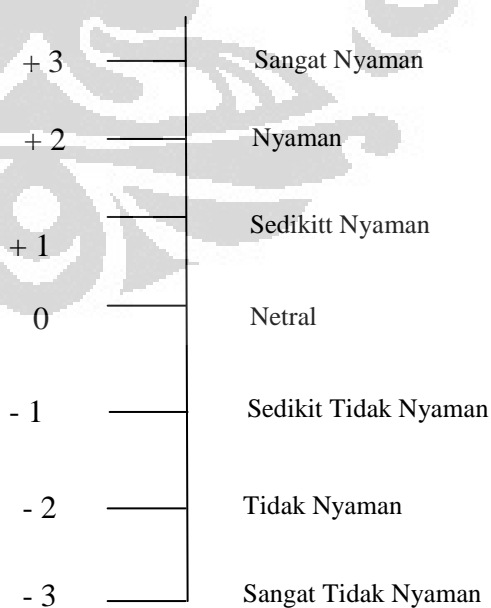 + 3 Sangat Nyaman
+ 2 Nyaman
+ 1 Sedikitt Nyaman
0 Netral
- 1 Sedikit Tidak Nyaman
- 2 Tidak Nyaman
- 3 Sangat Tidak Nyaman